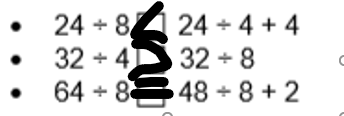 • 24 ÷ 8 < 24 ÷ 4 + 4
• 32 ÷ 4 > 32 ÷ 8
• 64 ÷ 8 = 48 ÷ 8 + 2